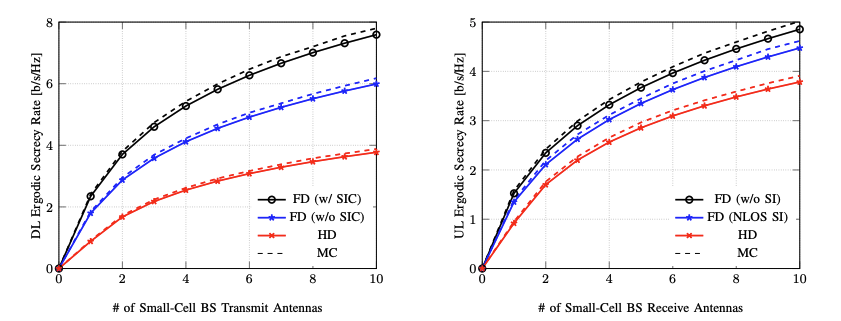 8
6
4
2
0
0 2 4 6 8 10
DL Ergodic Secrecy Rate [b/s/Hz]
# of Small-Cell BS Transmit Antennas
FD (w/ SIC)
FD (w/o SIC)
HD
MC
5
4
3
2
1
0
0 2 4 6 8 10
UL Ergodic Secrecy Rate [b/s/Hz]
# of Small-Cell BS Receive Antennas
FD (w/o SI)
FD (NLOS SI)
HD
MC